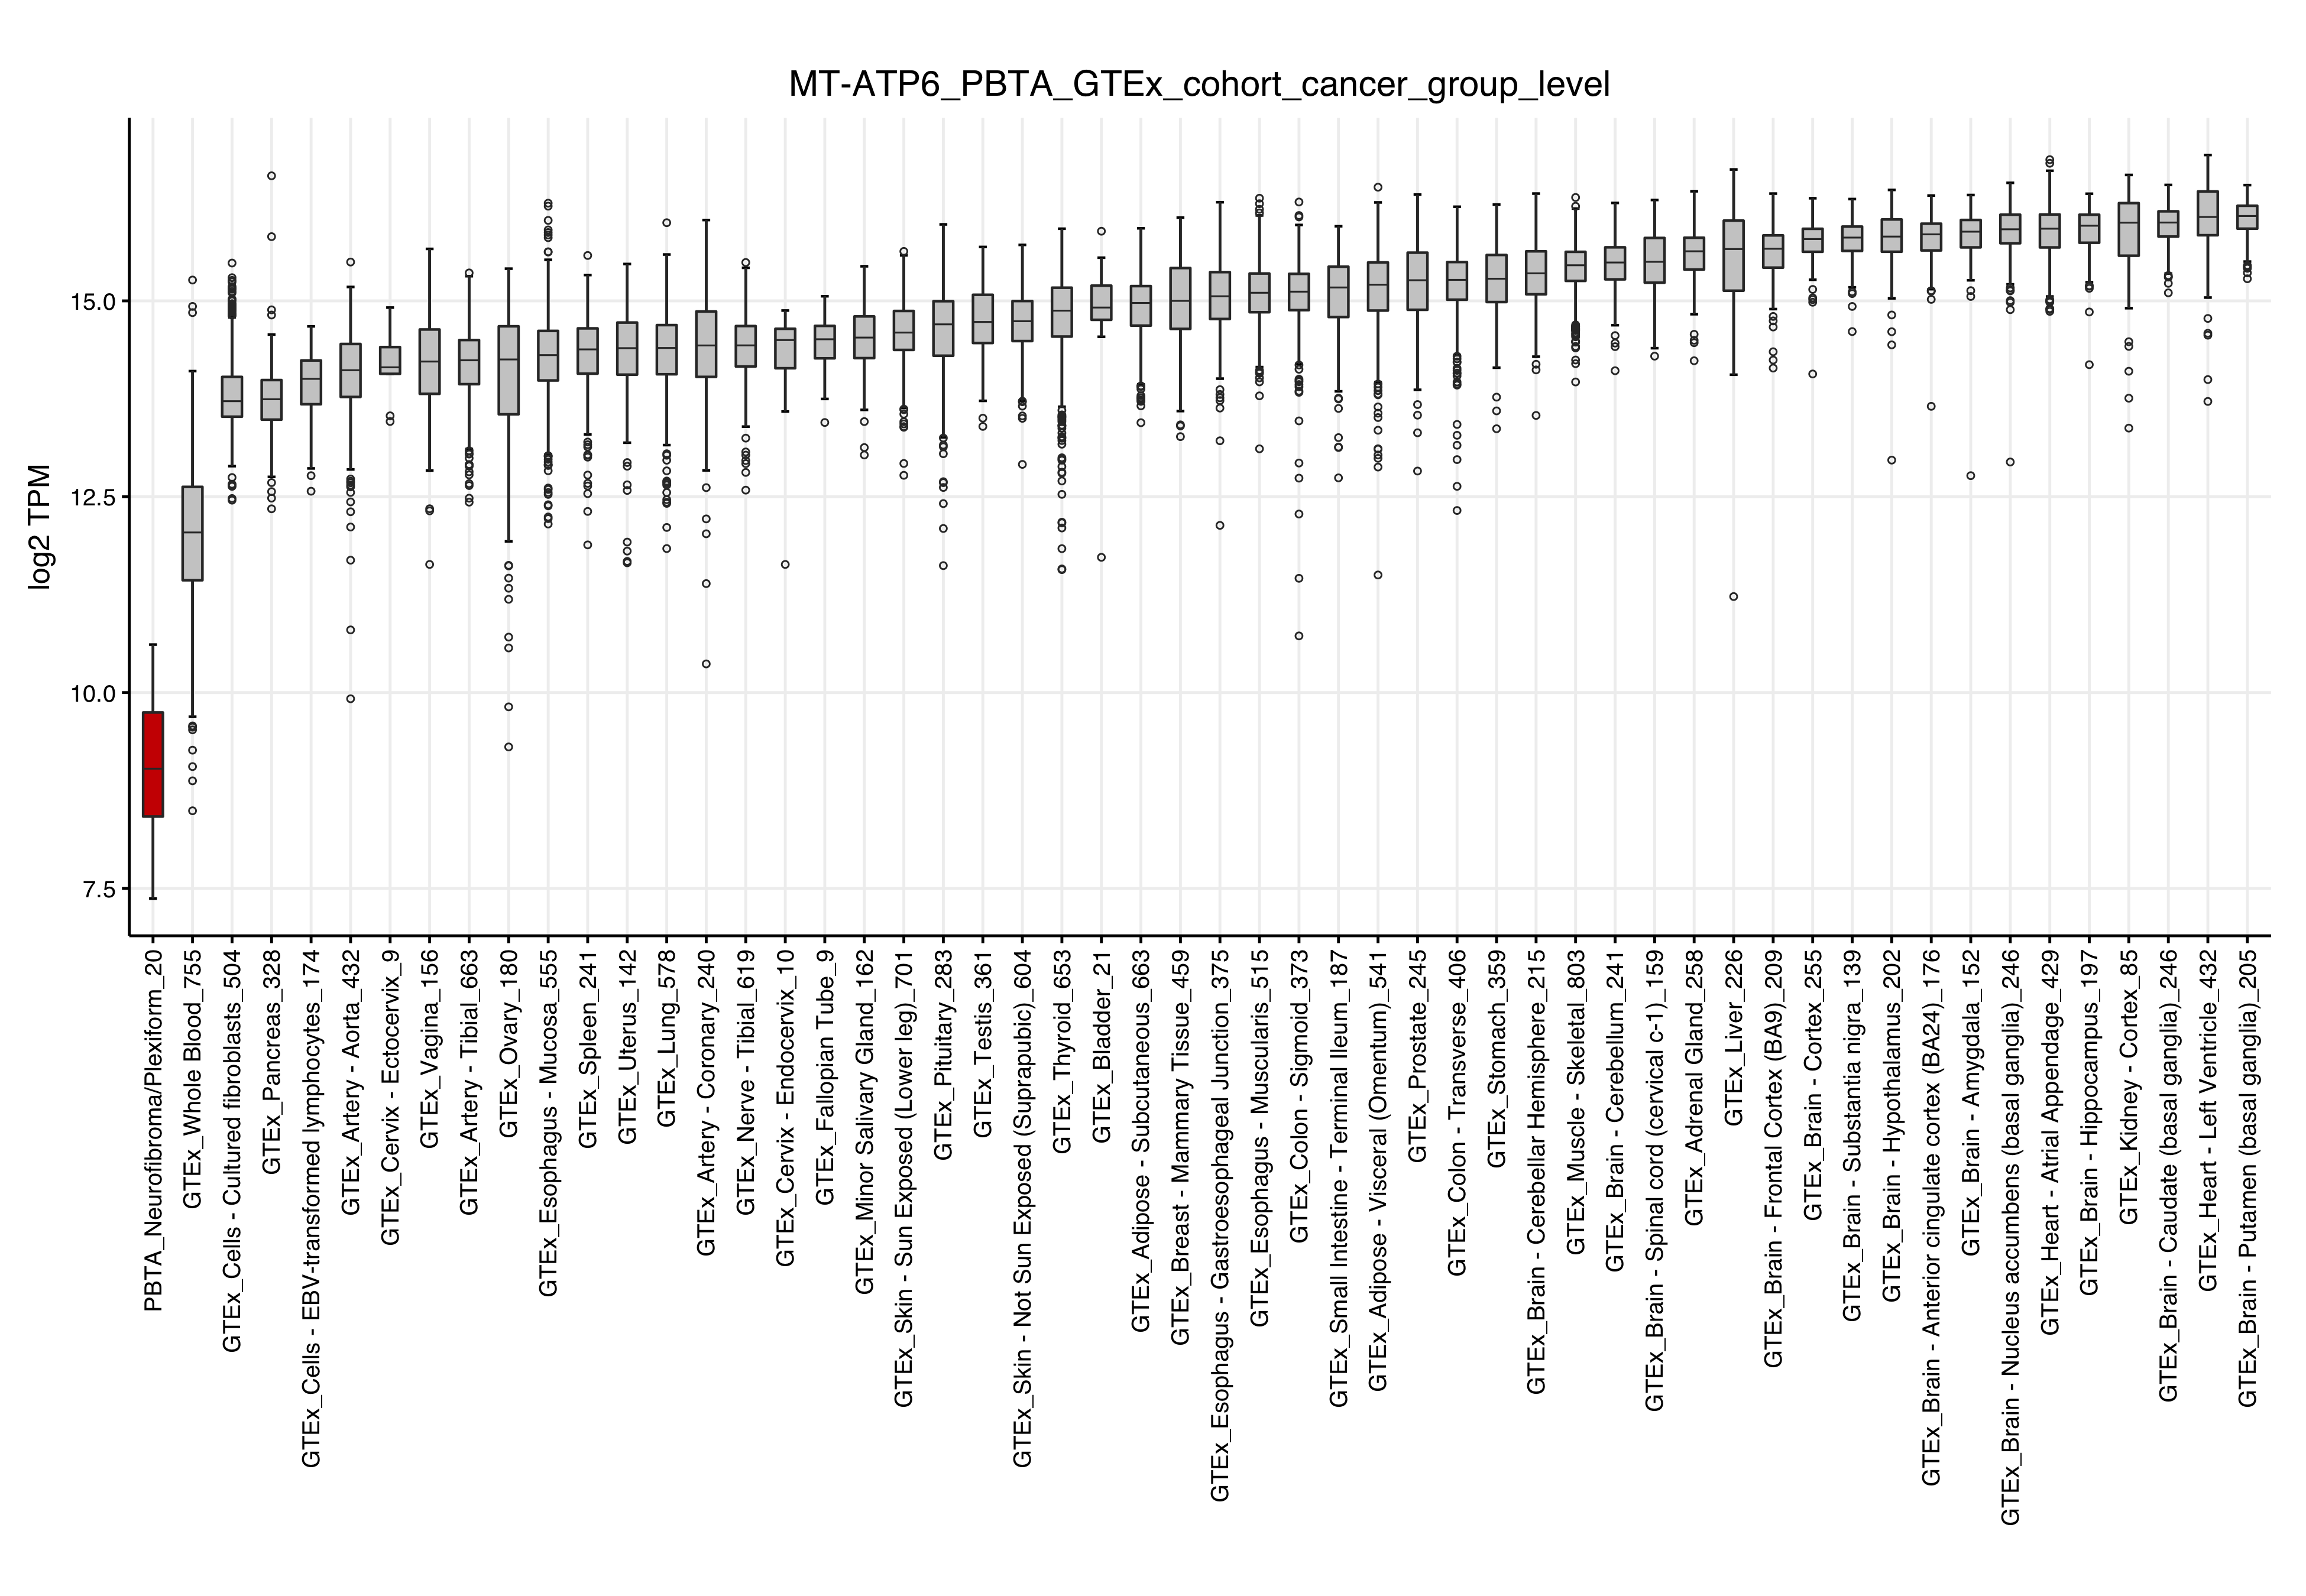 MT-ATP6_PBTA_GTEx_cohort_cancer_group_level
log2 TPM
15.0
12.5
10.0
7.5
PBTA_Neurofibroma/Plexiform_20
GTEx_Whole Blood_755
GTEx_Cells - Cultured fibroblasts_504
GTEx_Pancreas_328
GTEx_Cells - EBV-transformed lymphocytes_174
GTEx_Artery - Aorta_432
GTEx_Cervix - Ectocervix_9
GTEx_Vagina_156
GTEx_Artery - Tibial_663
GTEx_Ovary_180
GTEx_Esophagus - Mucosa_555
GTEx_Spleen_241
GTEx_Uterus_142
GTEx_Lung_578
GTEx_Artery - Coronary_240
GTEx_Nerve - Tibial_619
GTEx_Cervix - Endocervix_10
GTEx_Fallopian Tube_9
GTEx_Minor Salivary Gland_162
GTEx_Skin - Sun Exposed (Lower leg)_701
GTEx_Pituitary_283
GTEx_Testis_361
GTEx_Skin - Not Sun Exposed (Suprapubic)_604
GTEx_Thyroid_653
GTEx_Bladder_21
GTEx_Adipose - Subcutaneous_663
GTEx_Breast - Mammary Tissue_459
GTEx_Esophagus - Gastroesophageal Junction_375
GTEx_Esophagus - Muscularis_515
GTEx_Colon - Sigmoid_373
GTEx_Small Intestine - Terminal Ileum_187
GTEx_Adipose - Visceral (Omentum)_541
GTEx_Prostate_245
GTEx_Colon - Transverse_406
GTEx_Stomach_359
GTEx_Brain - Cerebellar Hemisphere_215
GTEx_Muscle - Skeletal_803
GTEx_Brain - Cerebellum_241
GTEx_Brain - Spinal cord (cervical c-1)_159
GTEx_Adrenal Gland_258
GTEx_Liver_226
GTEx_Brain - Frontal Cortex (BA9)_209
GTEx_Brain - Cortex_255
GTEx_Brain - Substantia nigra_139
GTEx_Brain - Hypothalamus_202
GTEx_Brain - Anterior cingulate cortex (BA24)_176
GTEx_Brain - Amygdala_152
GTEx_Brain - Nucleus accumbens (basal ganglia)_246
GTEx_Heart - Atrial Appendage_429
GTEx_Brain - Hippocampus_197
GTEx_Kidney - Cortex_85
GTEx_Brain - Caudate (basal ganglia)_246
GTEx_Heart - Left Ventricle_432
GTEx_Brain - Putamen (basal ganglia)_205